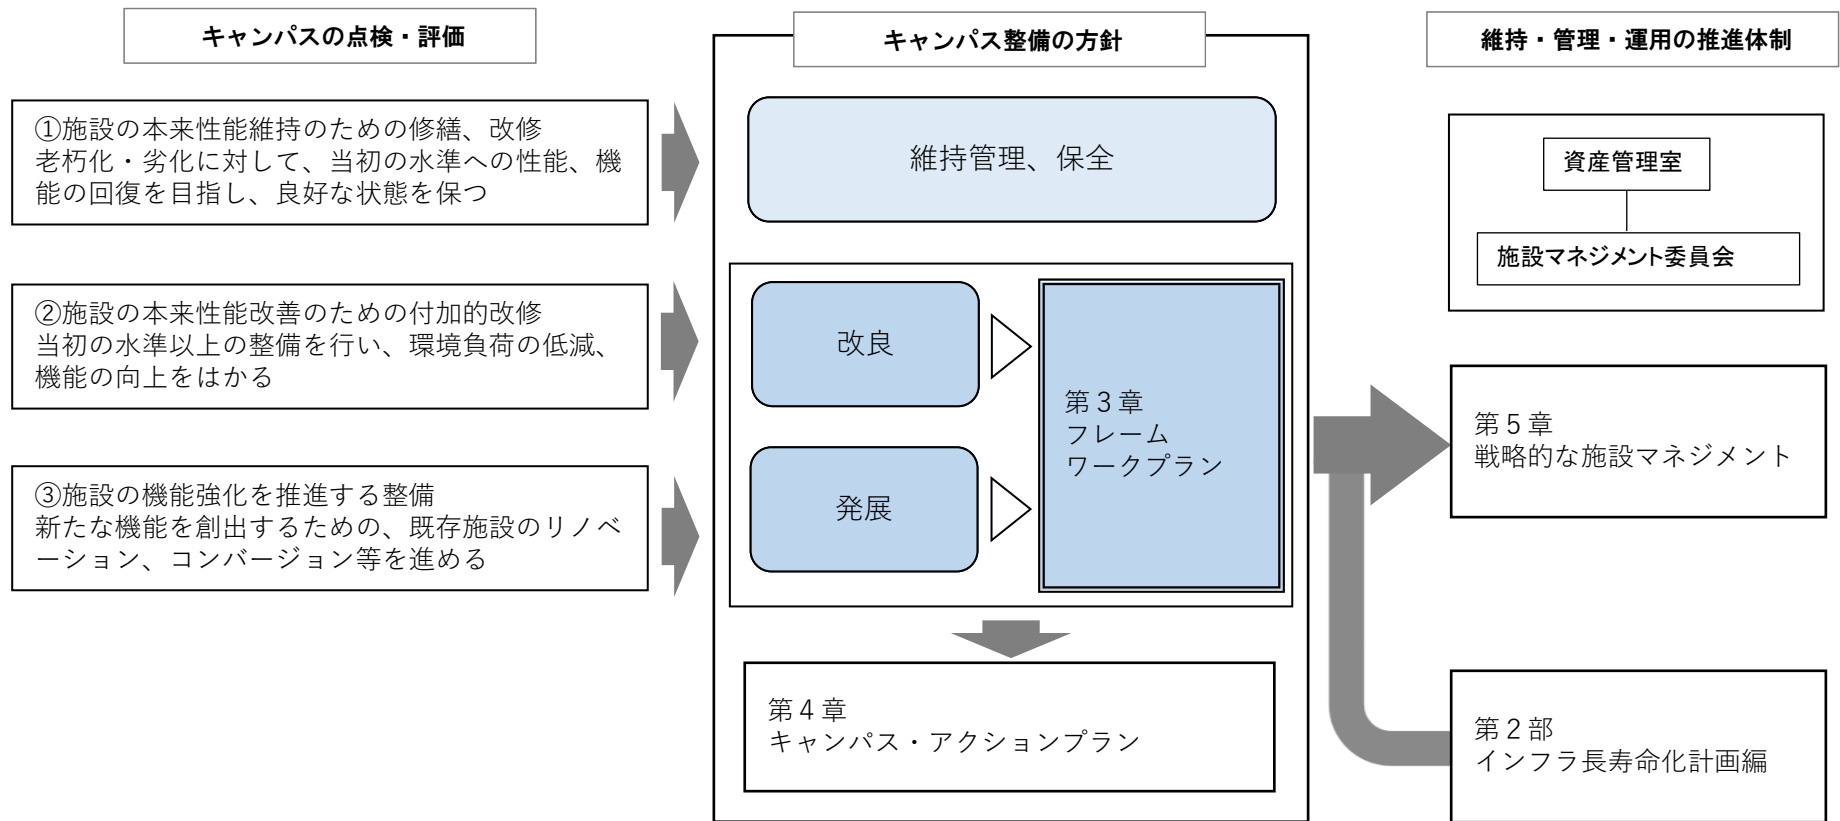 キャンパスの点検・評価
①施設の本来性能維持のための修繕、改修
老朽化・劣化に対して、当初の水準への性能、機
能の回復を目指し、良好な状態を保つ
②施設の本来性能改善のための付加的改修
当初の水準以上の整備を行い、環境負荷の低減、
機能の向上をはかる
③施設の機能強化を推進する整備
新たな機能を創出するための、既存施設のリノベ
ーション、コンバージョン等を進める
キャンパス整備の方針
維持管理、保全
改良
発展
第3章
フレーム
ワークプラン
第4章
キャンパス・アクションプラン
維持・管理・運用の推進体制
資産管理室
施設マネジメント委員会
第5章
戦略的な施設マネジメント
第2部
インフラ長寿命化計画編